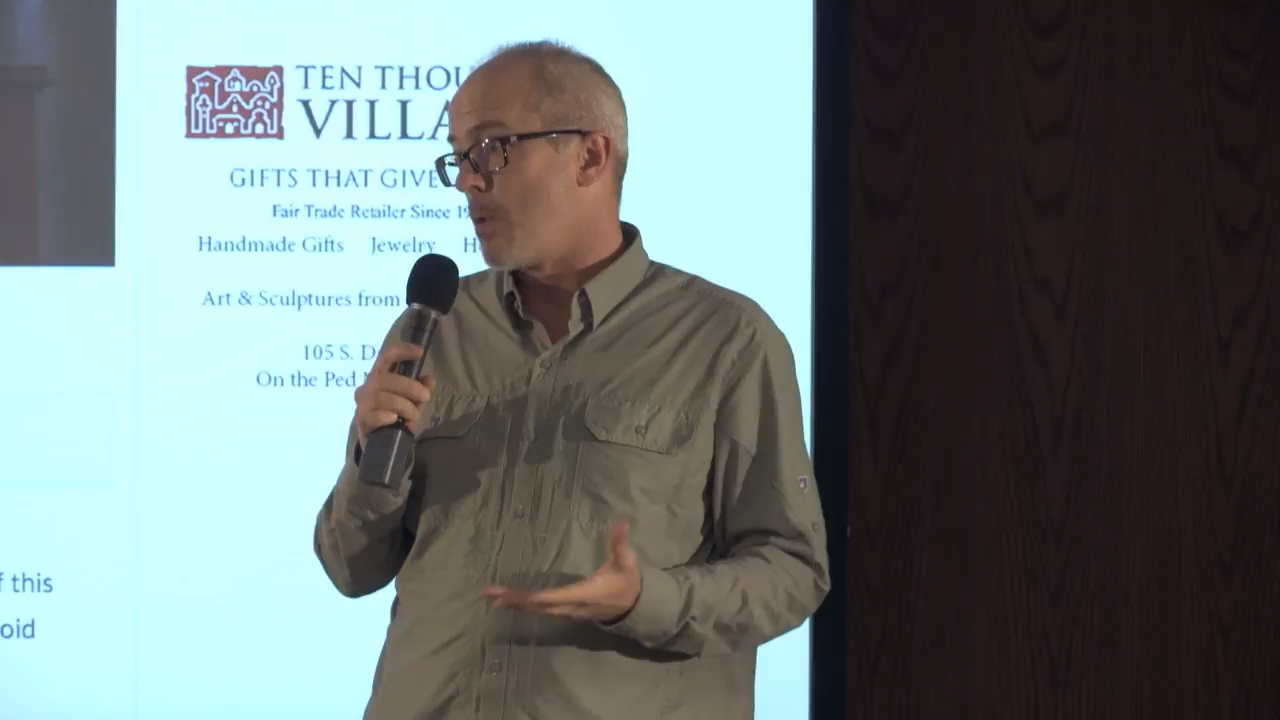 TEN THOU
VILLA
GIFTS THAT GIVE
Fair Trade Retailer Since 19
Handmade Gifts Jewelry H
Art & Sculptures from
105 S. D
On the Ped
f this
oid